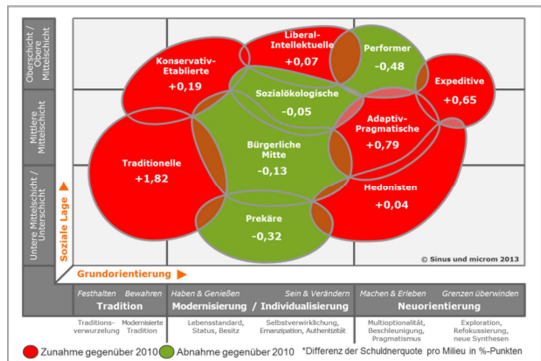 Oberschicht /
Obere
Mittelschicht
Mittlere
Mittelschicht
Untere Mittelschicht /
Unterschicht
Soziale Lage
Konservativ-
Etablierte
+0,19
Liberal-
Intellektuelle
+0,07
Performer
-0,48
Expeditive
+0,65
Sozialökologische
-0,05
Adaptiv-
Pragmatische
+0,79
Traditionelle
+1,82
Bürgerliche
Mitte
-0,13
Hedonisten
+0,04
Prekäre
-0,32
© Sinus und microm 2013
Grundorientierung
Festhalten Bewahren
Tradition
Haben & Genießen Sein & Verändern
Modernisierung / Individualisierung
Machen & Erleben Grenzen überwinden
Neuorientierung
Traditions-
verwurzelung
Modernisierte
Tradition
Lebensstandard,
Status, Besitz
Selbstverwirklichung,
Emanzipation, Authentizität
Multioptionalität,
Beschleunigung,
Pragmatismus
Exploration,
Refokussierung,
neue Synthesen
Zunahme gegenüber 2010
Abnahme gegenüber 2010
*Differenz der Schuldnerquote pro Milieu in %-Punkten